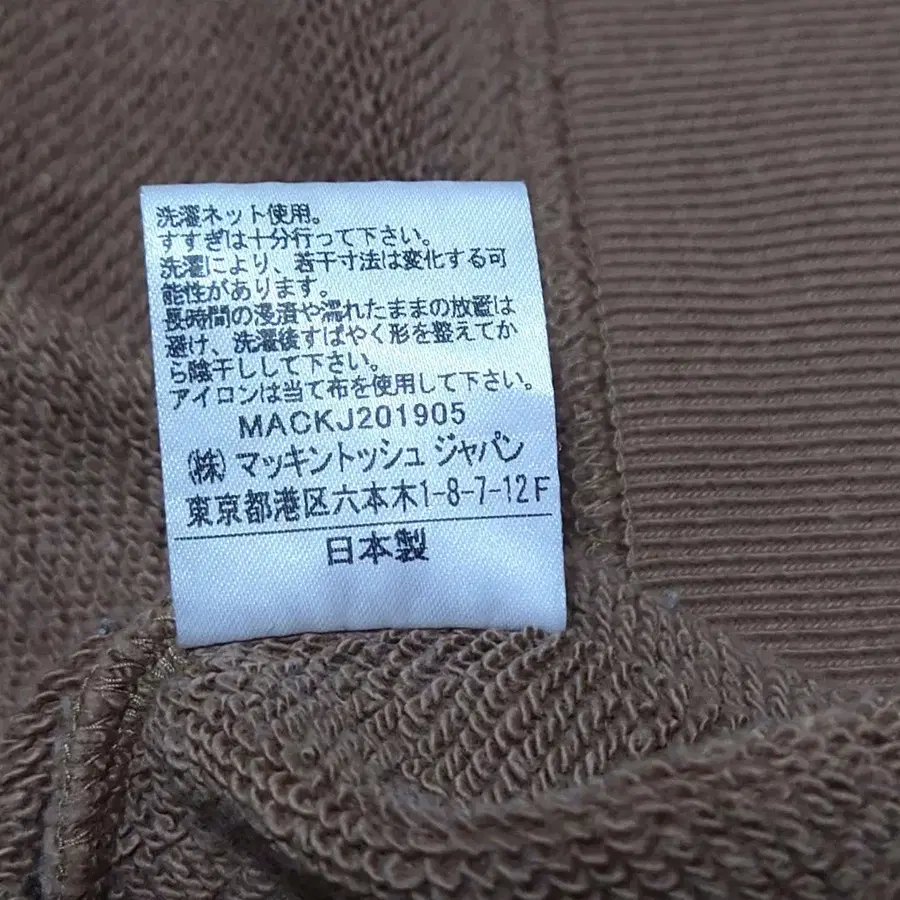 洗濯ネット使用。
すすぎは十分行って下さい。
洗濯により、若干寸法は変化する可
能性があります。
長時間の浸漬や濡れたままの放置は
避け、洗濯後すばやく形を整えてか
ら陰干しして下さい。
アイロンは当て布を使用して下さい。
MACKJ201905
㈱マッキントッシュ ジャパン
東京都港区六本木1-8-7-12F
日本製